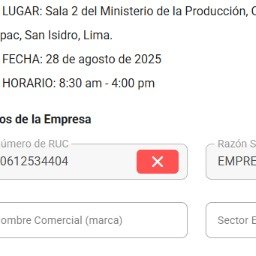 LUGAR: Sala 2 del Ministerio de la Producción,
pac, San Isidro, Lima.
FECHA: 28 de agosto de 2025
HORARIO: 8:30 am - 4:00 pm
os de la Empresa
úmero de RUC
0612534404
Razón S
EMPRE
ombre Comercial (marca)
Sector E